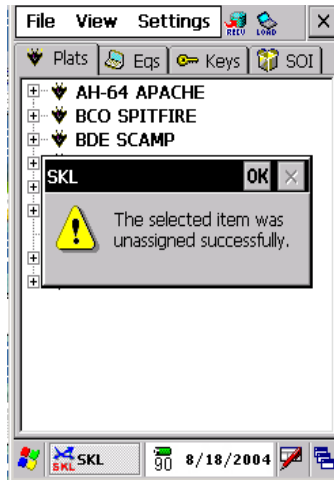 File View Settings RECV LOAD X
Plats Eqs Keys SOI
AH-64 APACHE
BCO SPITFIRE
BDE SCAMP
SKL OK
The selected item was
unassigned successfully.
SKL SKL 90 8/18/2004